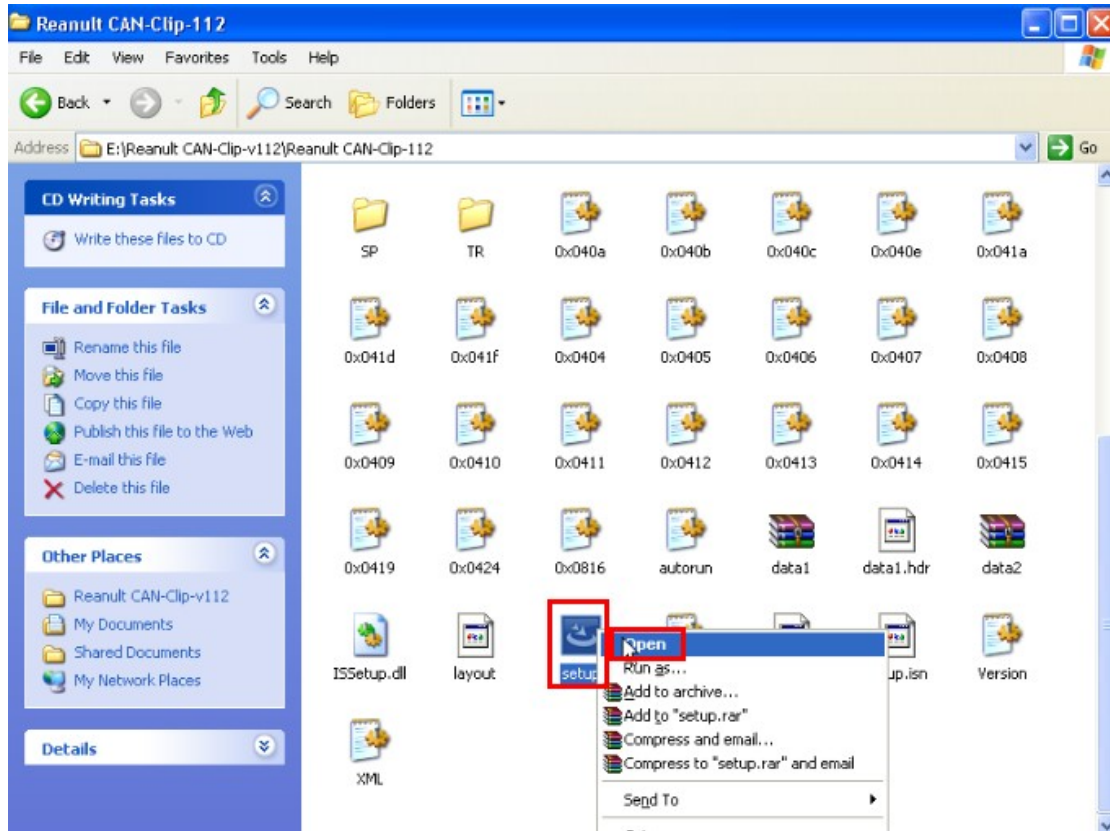 Reanult CAN-Clip-112
File Edit View Favorites Tools Help
Back Search Folders
Address E:\Reanult CAN-Clip-v112\Reanult CAN-Clip-112 Go
CD Writing Tasks
Write these files to CD
File and Folder Tasks
Rename this file
Move this file
Copy this file
Publish this file to the Web
E-mail this file
Delete this file
Other Places
Reanult CAN-Clip-v112
My Documents
Shared Documents
My Network Places
Details
SP TR 0x040a 0x040b 0x040c 0x040e 0x041a
0x041d 0x041f 0x0404 0x0405 0x0406 0x0407 0x0408
0x0409 0x0410 0x0411 0x0412 0x0413 0x0414 0x0415
0x0419 0x0424 0x0816 autorun data1 data1.hdr data2
ISSetup.dll layout setup up.isn Version
XML
Open
Run as...
Add to archive...
Add to "setup.rar"
Compress and email...
Compress to "setup.rar" and email
Send To